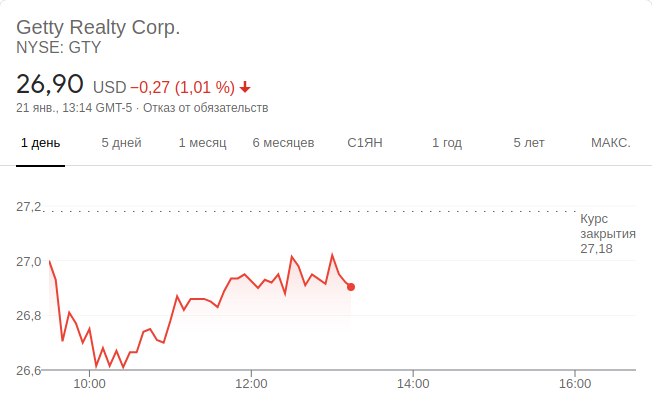 Getty Realty Corp.
NYSE: GTY
26,90 USD −0,27 (1,01 %)
21 янв., 13:14 GMT-5 · Отказ от обязательств
1 день 5 дней 1 месяц 6 месяцев С1ЯН 1 год 5 лет МАКС.
27,2
Курс
закрытия
27,18
27,0
26,8
26,6
10:00 12:00 14:00 16:00